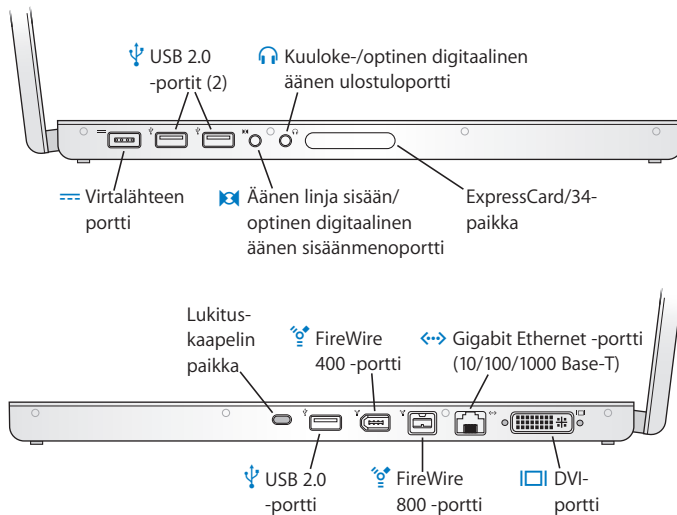 USB 2.0
-portit (2)
Kuuloke-/optinen digitaalinen
äänen ulostuloportti
Virtalähteen
portti
Äänen linja sisään/
optinen digitaalinen
äänen sisäänmenoportti
ExpressCard/34-
paikka
Lukitus-
kaapelin
paikka
FireWire
400 -portti
Gigabit Ethernet -portti
(10/100/1000 Base-T)
USB 2.0
-portti
FireWire
800 -portti
DVI-
portti